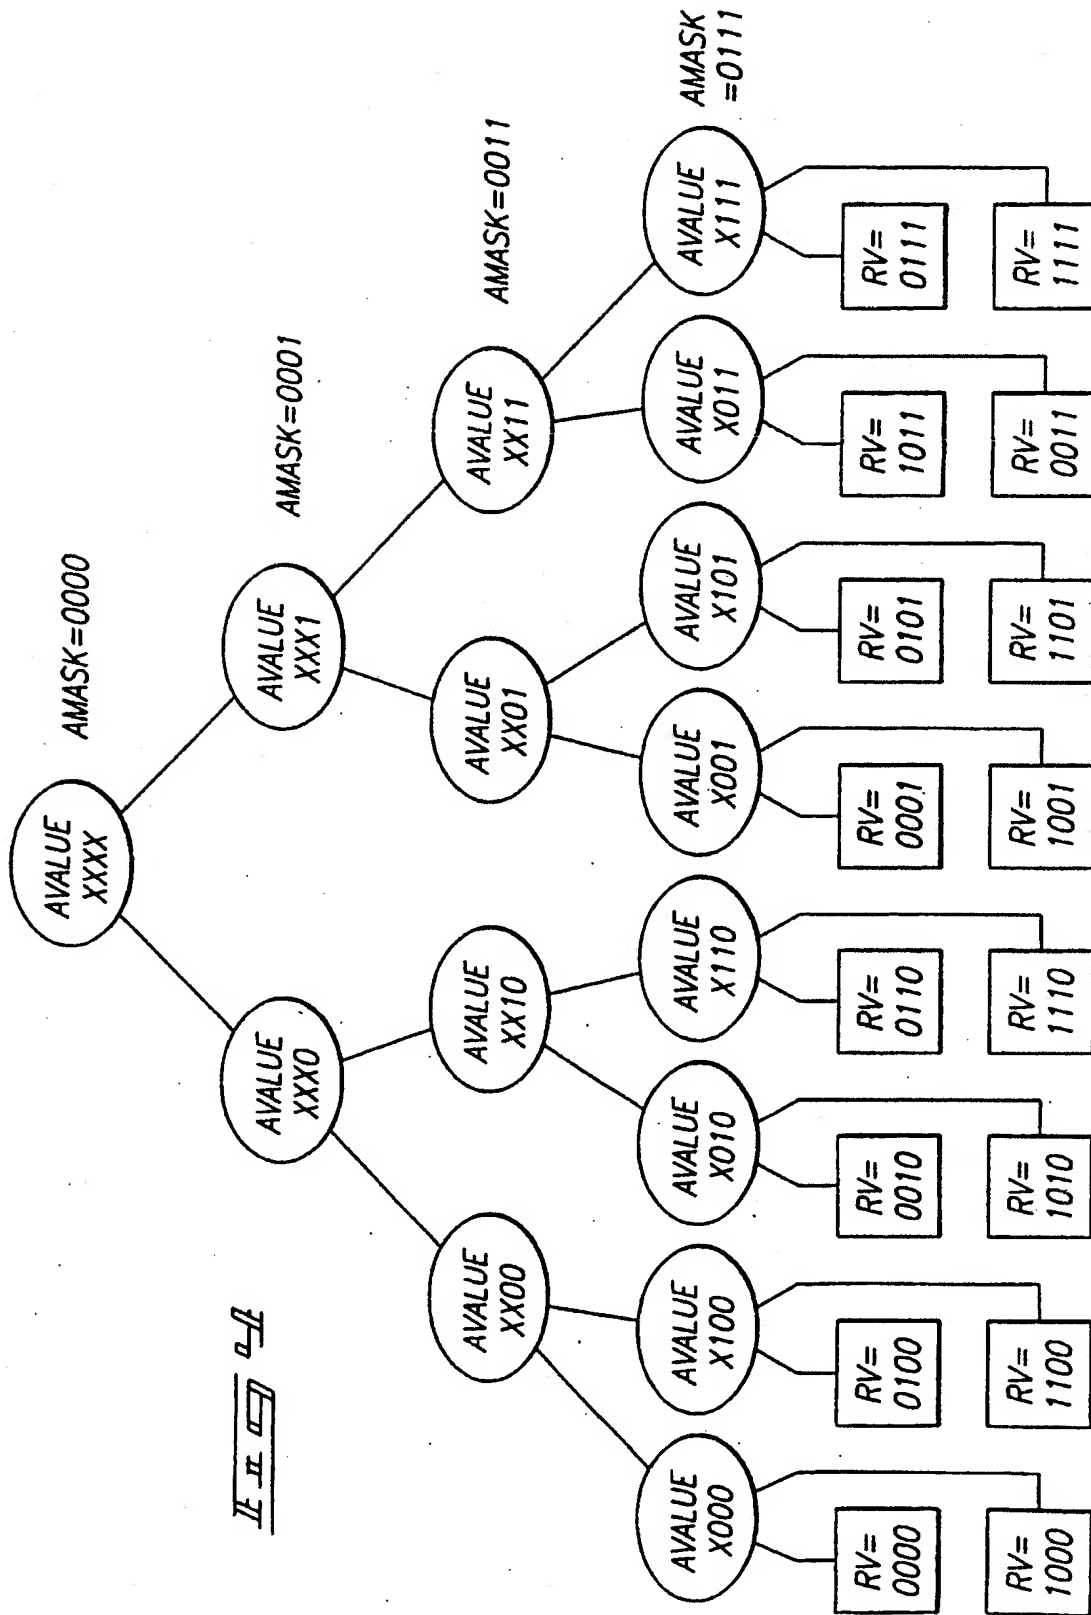 AMASK=0000
AVALUE
XXXX
AMASK=0001
AVALUE
XXX0
AVALUE
XXX1
AMASK=0011
AVALUE
XX00
AVALUE
XX10
AVALUE
XX01
AVALUE
XX11
AMASK
=0111
AVALUE
X000
AVALUE
X100
AVALUE
X010
AVALUE
X110
AVALUE
X001
AVALUE
X101
AVALUE
X011
AVALUE
X111
RV=
0000
RV=
0100
RV=
0010
RV=
0110
RV=
0001
RV=
0101
RV=
1011
RV=
0111
RV=
1000
RV=
1100
RV=
1010
RV=
1110
RV=
1001
RV=
1101
RV=
0011
RV=
1111
Fig 4